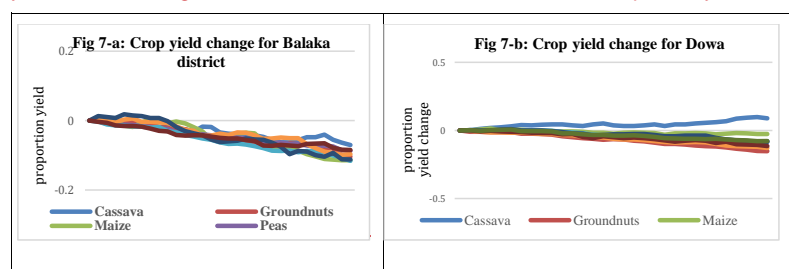 Fig 7-a: Crop yield change for Balaka
district
0.2
0
-0.2
proportion yield
Cassava
Groundnuts
Maize
Peas
Fig 7-b: Crop yield change for Dowa
0.5
0.0
-0.5
proportion
yield change
Cassava
Groundnuts
Maize